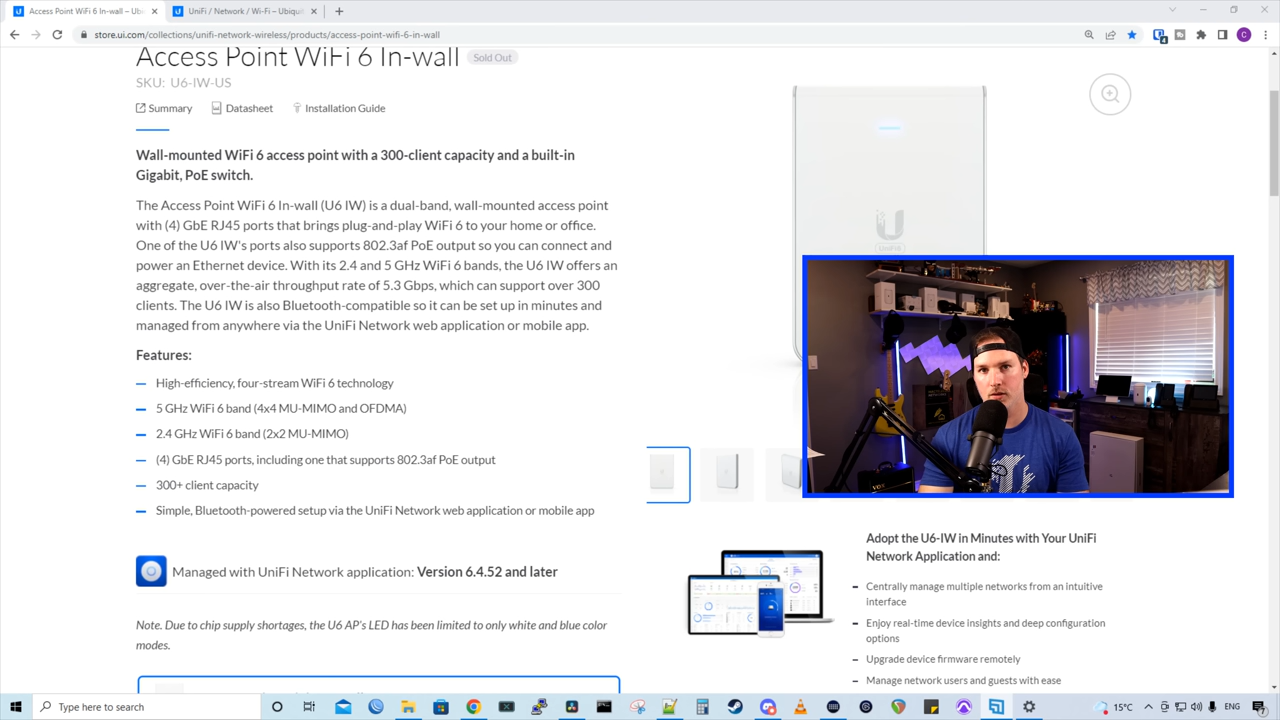 Access Point WiFi 6 In-wall – Ubi
UniFi / Network / Wi-Fi – Ubiquit
store.ui.com/collections/unifi-network-wireless/products/access-point-wifi-6-in-wall
Access Point WiFi 6 In-wall Sold Out
SKU: U6-IW-US
Summary Datasheet Installation Guide
Wall-mounted WiFi 6 access point with a 300-client capacity and a built-in
Gigabit, PoE switch.
The Access Point WiFi 6 In-wall (U6 IW) is a dual-band, wall-mounted access point
with (4) GbE RJ45 ports that brings plug-and-play WiFi 6 to your home or office.
One of the U6 IW's ports also supports 802.3af PoE output so you can connect and
power an Ethernet device. With its 2.4 and 5 GHz WiFi 6 bands, the U6 IW offers an
aggregate, over-the-air throughput rate of 5.3 Gbps, which can support over 300
clients. The U6 IW is also Bluetooth-compatible so it can be set up in minutes and
managed from anywhere via the UniFi Network web application or mobile app.
Features:
High-efficiency, four-stream WiFi 6 technology
5 GHz WiFi 6 band (4x4 MU-MIMO and OFDMA)
2.4 GHz WiFi 6 band (2x2 MU-MIMO)
(4) GbE RJ45 ports, including one that supports 802.3af PoE output
300+ client capacity
Simple, Bluetooth-powered setup via the UniFi Network web application or mobile app
Managed with UniFi Network application: Version 6.4.52 and later
Note. Due to chip supply shortages, the U6 AP's LED has been limited to only white and blue color
modes.
UNIFI
Adopt the U6-IW in Minutes with Your UniFi
Network Application and:
Centrally manage multiple networks from an intuitive
interface
Enjoy real-time device insights and deep configuration
options
Upgrade device firmware remotely
Manage network users and guests with ease
Type here to search
15°C
ENG